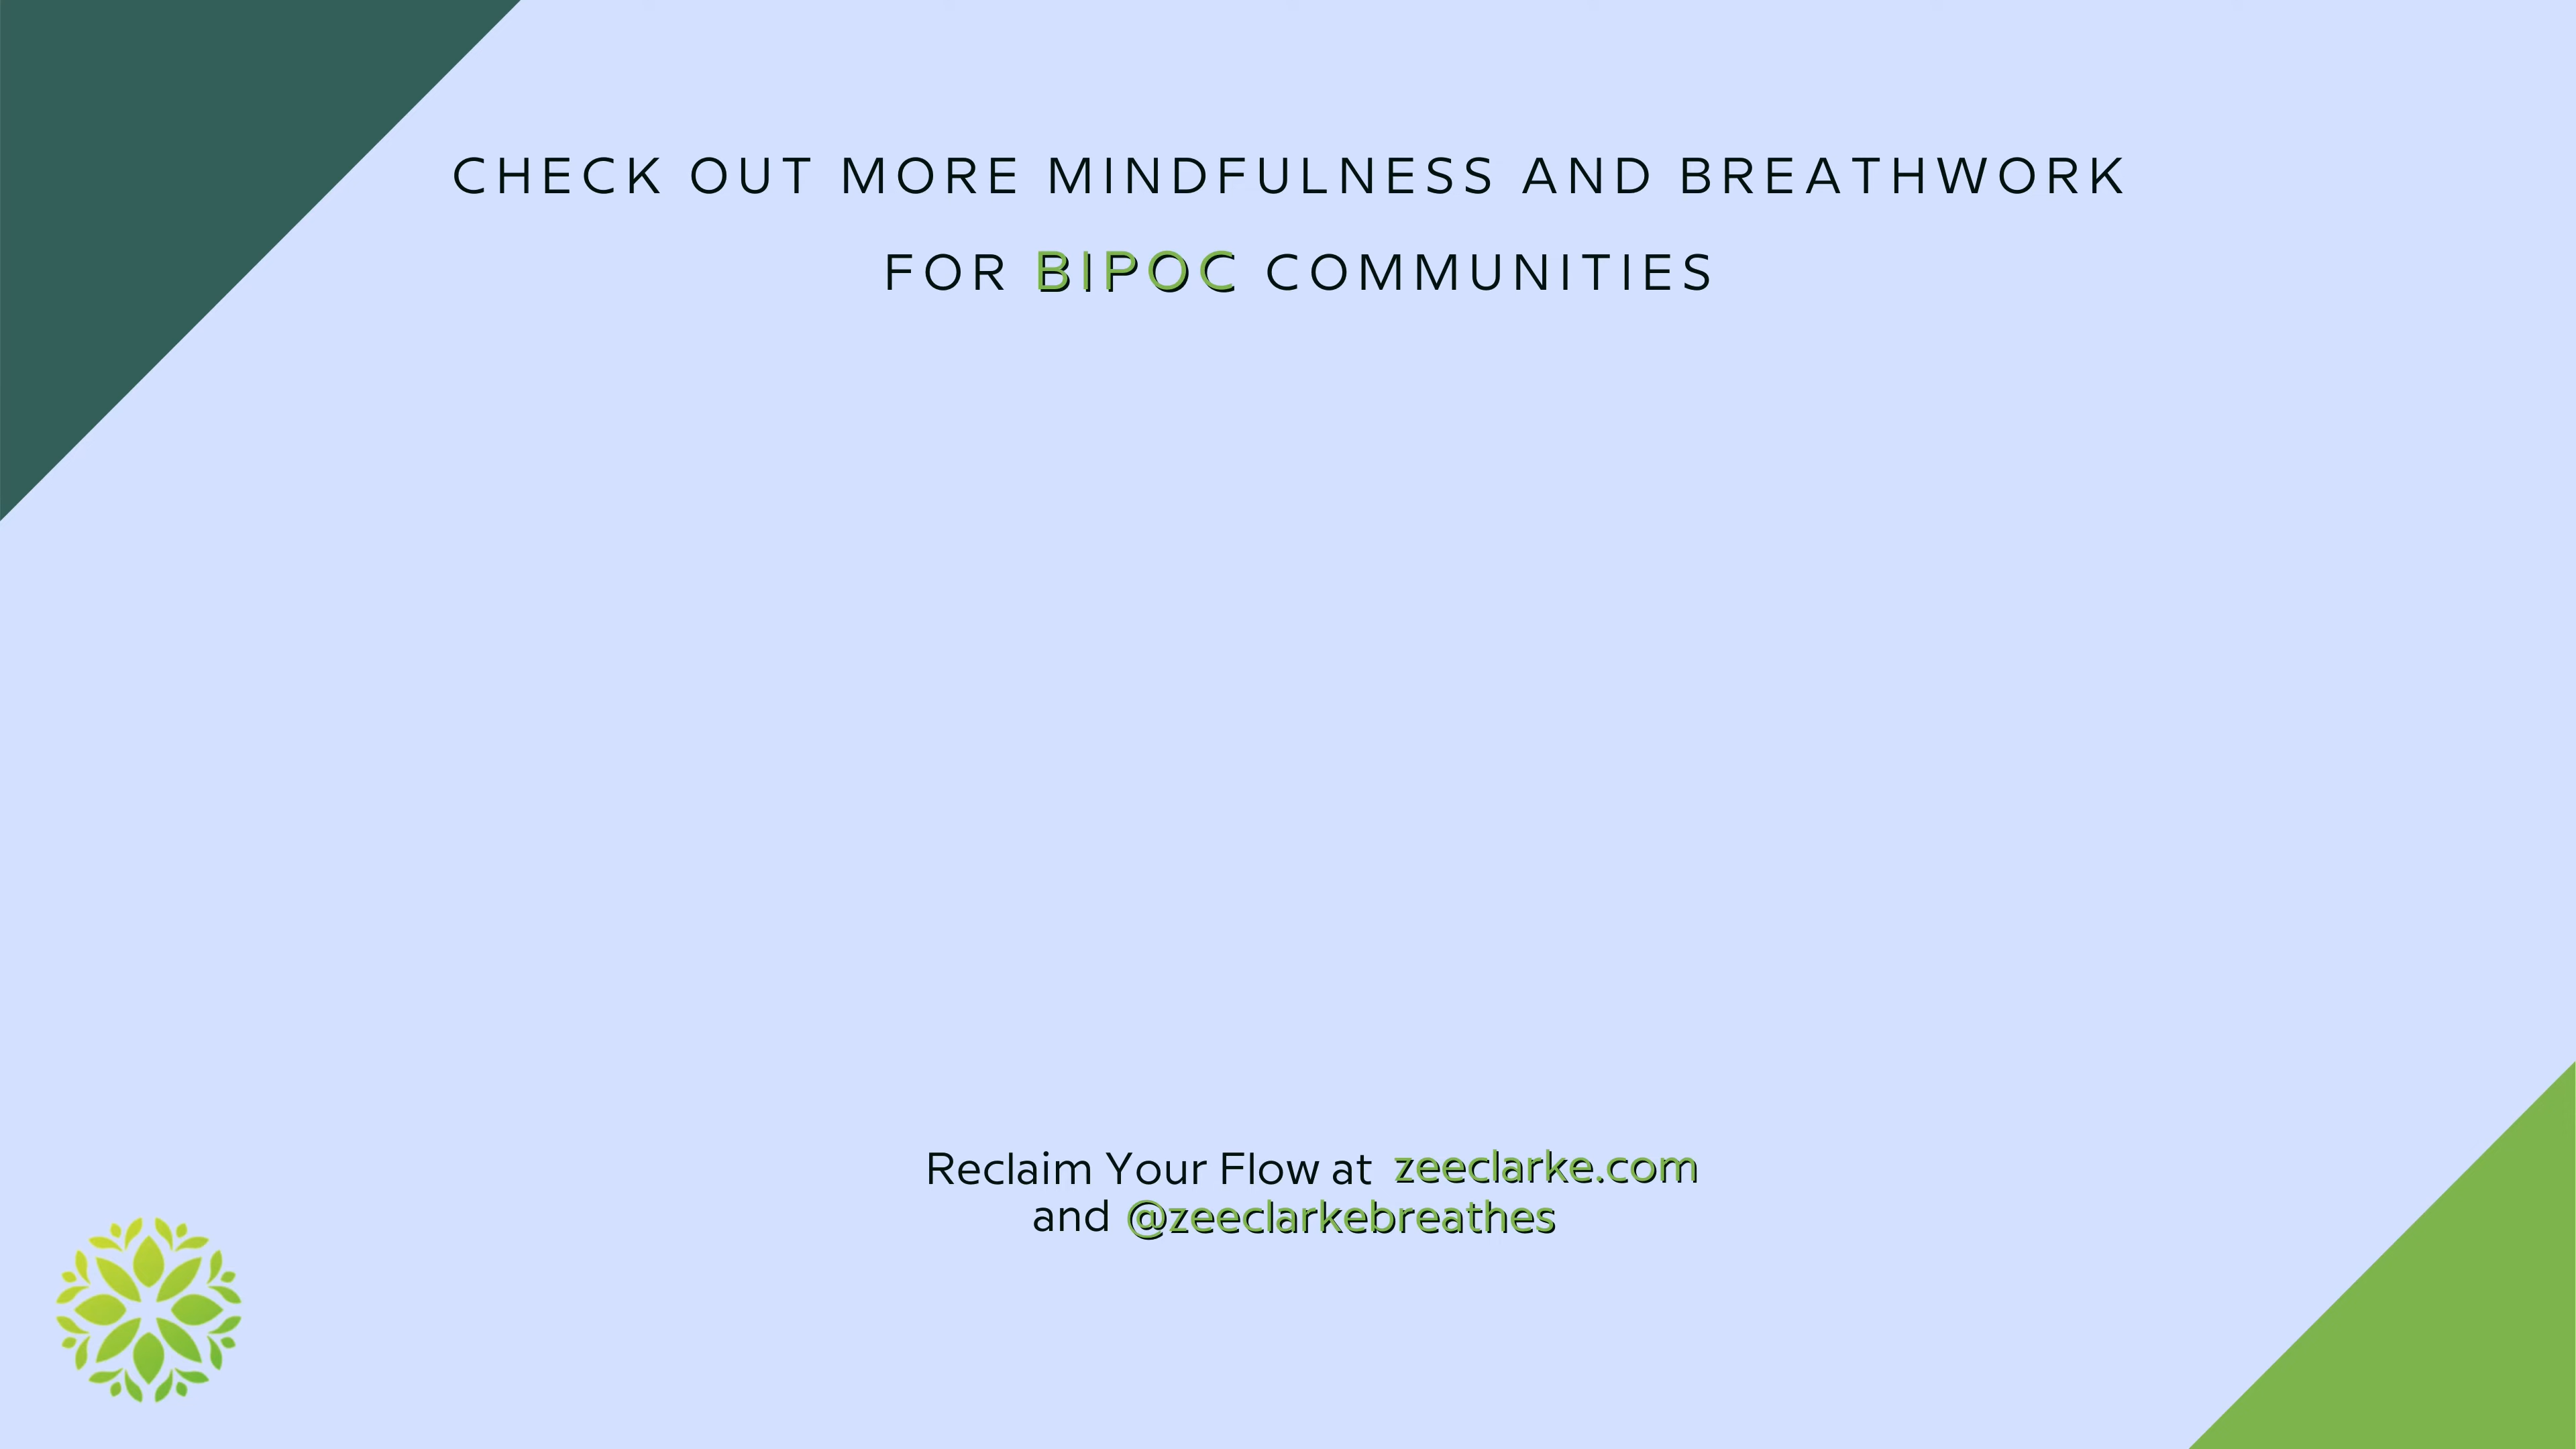 CHECK OUT MORE MINDFULNESS AND BREATHWORK
FOR BIPOC COMMUNITIES
Reclaim Your Flow at zeeclarke.com
and @zeeclarkebreathes